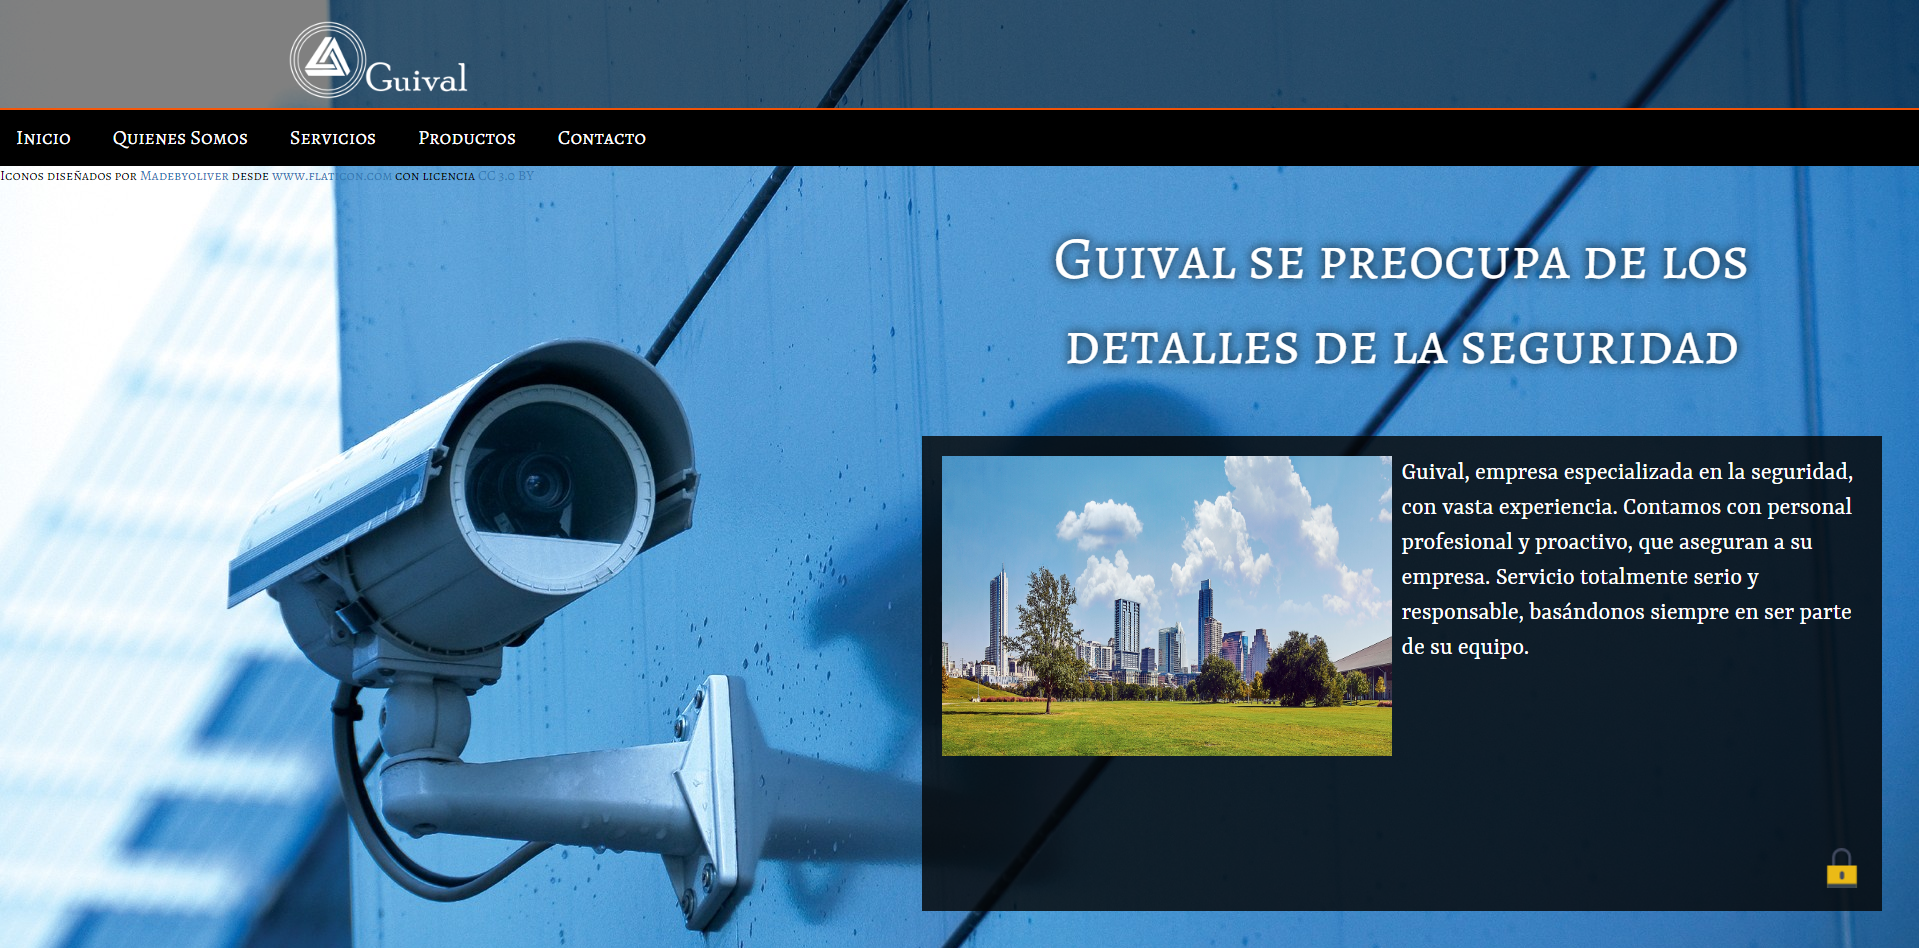 Guival
Inicio Quienes Somos Servicios Productos Contacto
Iconos diseñados por Madebyoliver desde www.flaticon.com con licencia CC 3.0 BY
Guival se preocupa de los
detalles de la seguridad
Guival, empresa especializada en la seguridad,
con vasta experiencia. Contamos con personal
profesional y proactivo, que aseguran a su
empresa. Servicio totalmente serio y
responsable, basándonos siempre en ser parte
de su equipo.